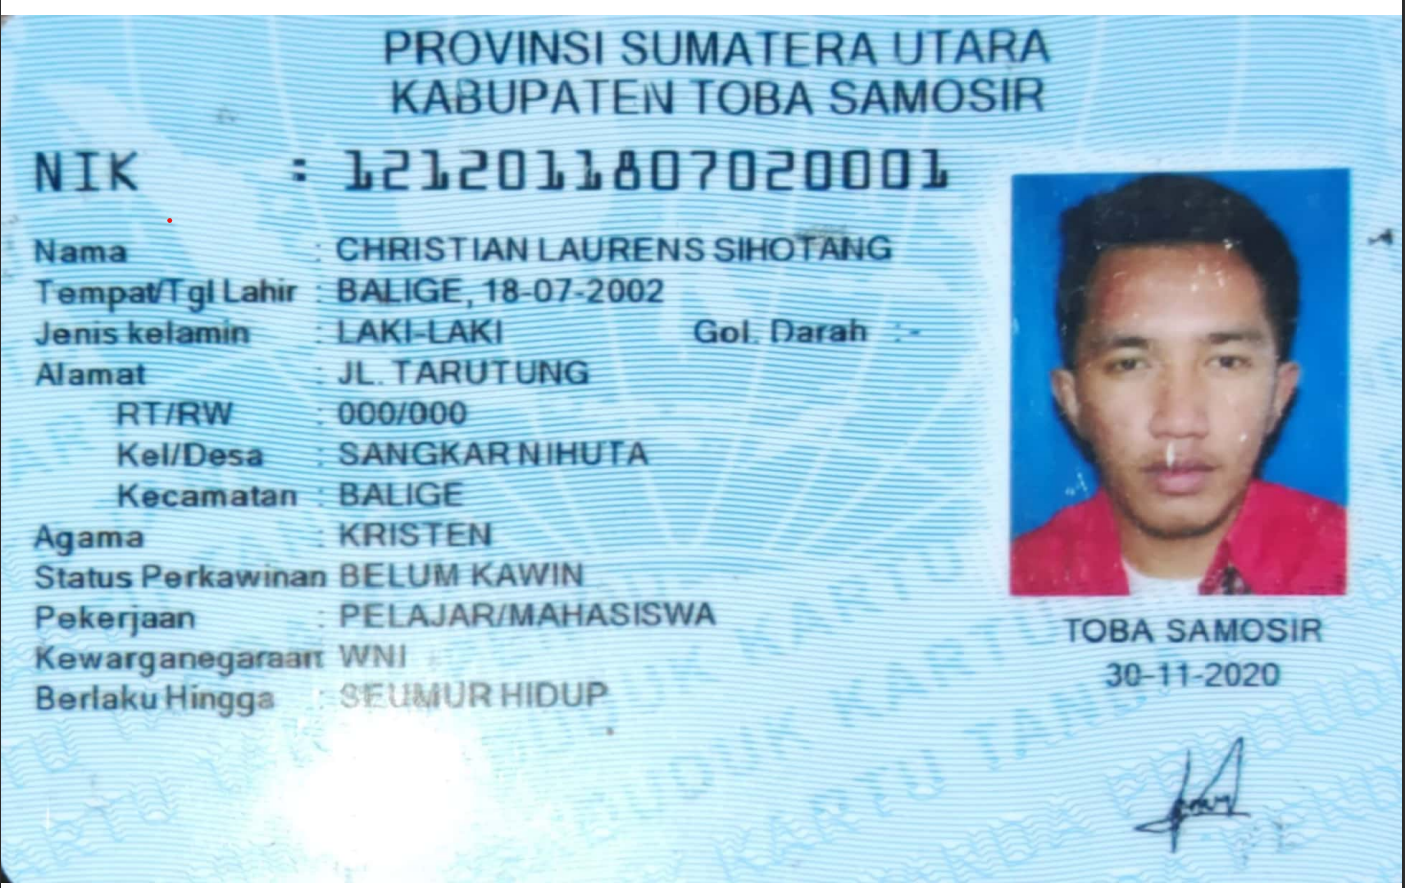 PROVINSI SUMATERA UTARA
KABUPATEN TOBA SAMOSIR
NIK : 1212011807020001
Nama : CHRISTIAN LAURENS SIHOTANG
Tempat/Tgl Lahir : BALIGE, 18-07-2002
Jenis kelamin : LAKI-LAKI Gol. Darah : -
Alamat : JL. TARUTUNG
RT/RW : 000/000
Kel/Desa : SANGKAR NIHUTA
Kecamatan : BALIGE
Agama : KRISTEN
Status Perkawinan BELUM KAWIN
Pekerjaan : PELAJAR/MAHASISWA
Kewarganegaraan: WNI
Berlaku Hingga : SEUMUR HIDUP
TOBA SAMOSIR
30-11-2020